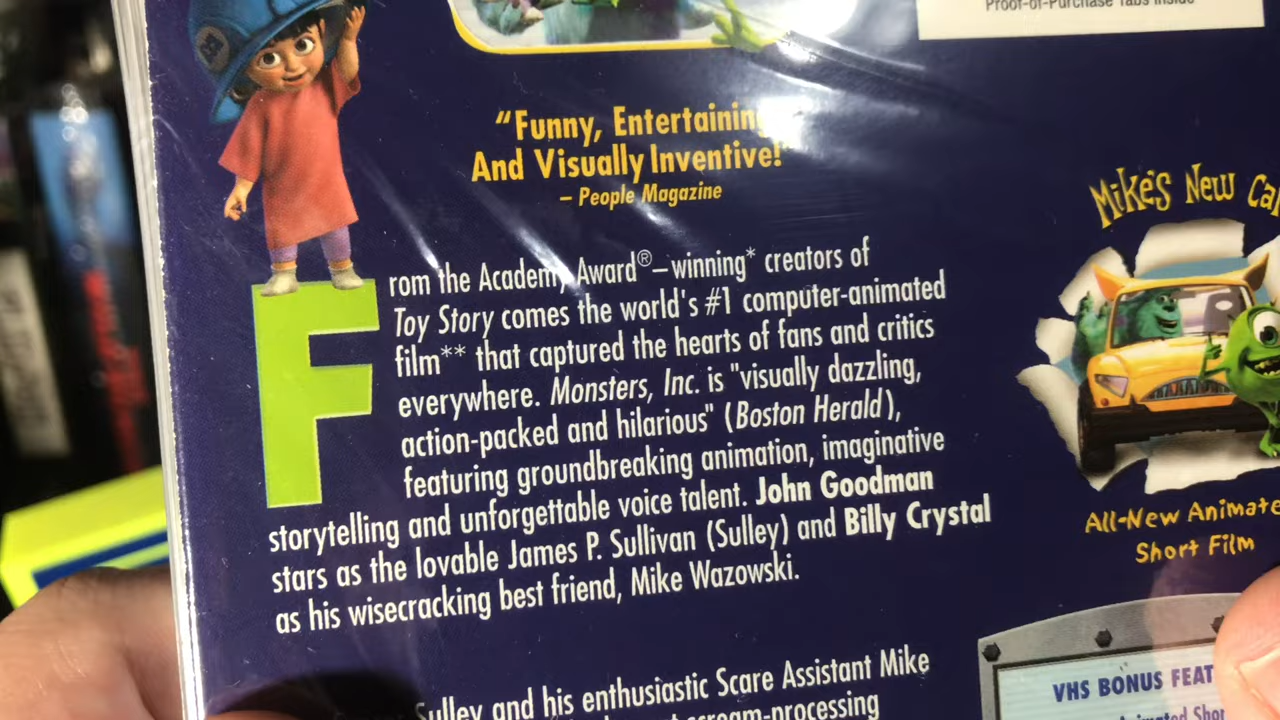 Proof-of-Purchase Tabs Inside
"Funny, Entertaining
And Visually Inventive!"
– People Magazine
MIKE'S NEW
From the Academy Award®–winning* creators of
Toy Story comes the world's #1 computer-animated
film** that captured the hearts of fans and critics
everywhere. Monsters, Inc. is "visually dazzling,
action-packed and hilarious" (Boston Herald),
featuring groundbreaking animation, imaginative
storytelling and unforgettable voice talent. John Goodman
stars as the lovable James P. Sullivan (Sulley) and Billy Crystal
as his wisecracking best friend, Mike Wazowski.
All-New Animate
Short Film
Sulley and his enthusiastic Scare Assistant Mike
scream-processing
VHS BONUS FEAT